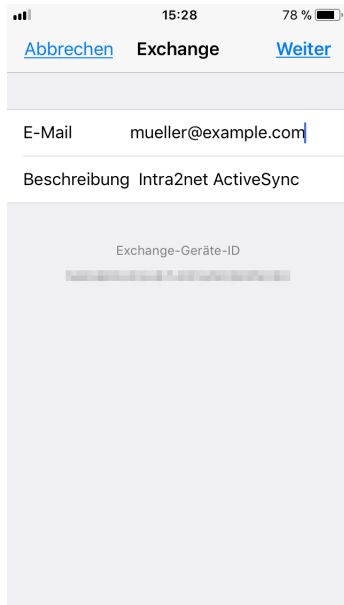 15:28 78 %
Abbrechen Exchange Weiter
E-Mail mueller@example.com
Beschreibung Intra2net ActiveSync
Exchange-Geräte-ID